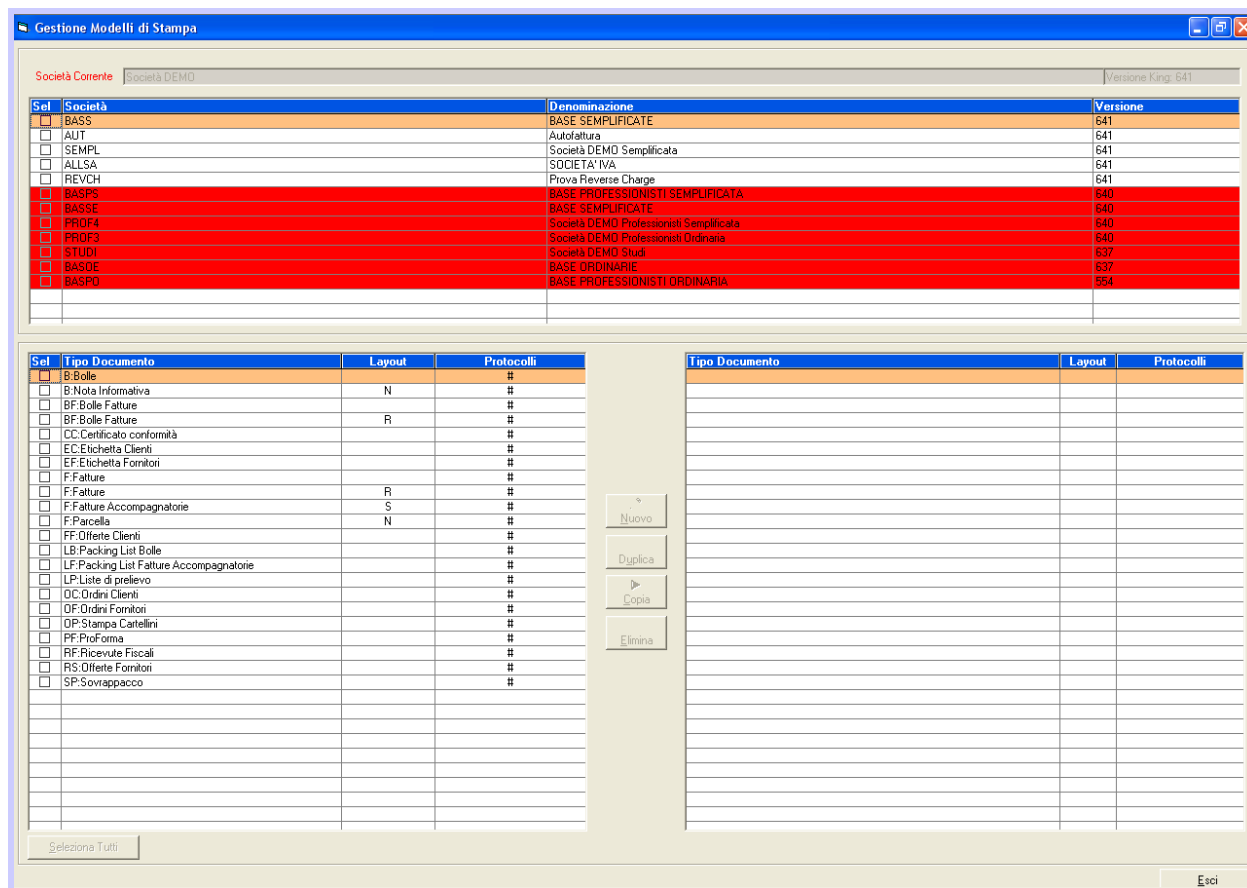 Gestione Modelli di Stampa
Società Corrente Società DEMO Versione King: 641
Sel Società Denominazione Versione
BASS BASE SEMPLIFICATE 641
AUT Autofattura 641
SEMPL Società DEMO Semplificata 641
ALLSA SOCIETA' IVA 641
REVCH Prova Reverse Charge 641
BASPS BASE PROFESSIONISTI SEMPLIFICATA 640
BASSE BASE SEMPLIFICATE 640
PROF4 Società DEMO Professionisti Semplificata 640
PROF3 Società DEMO Professionisti Ordinaria 640
STUDI Società DEMO Studi 637
BASOE BASE ORDINARIE 637
BASPO BASE PROFESSIONISTI ORDINARIA 554
Sel Tipo Documento Layout Protocolli
B:Bolle #
B:Nota Informativa N #
BF:Bolle Fatture #
BF:Bolle Fatture R #
CC:Certificato conformità #
EC:Etichetta Clienti #
EF:Etichetta Fornitori #
F:Fatture #
F:Fatture R #
F:Fatture Accompagnatorie S #
F:Parcella N #
FF:Offerte Clienti #
LB:Packing List Bolle #
LF:Packing List Fatture Accompagnatorie #
LP:Liste di prelievo #
OC:Ordini Clienti #
OF:Ordini Fornitori #
OP:Stampa Cartellini #
PF:ProForma #
RF:Ricevute Fiscali #
RS:Offerte Fornitori #
SP:Sovrappacco #
Nuovo
Duplica
Copia
Elimina
Tipo Documento Layout Protocolli
Seleziona Tutti
Esci